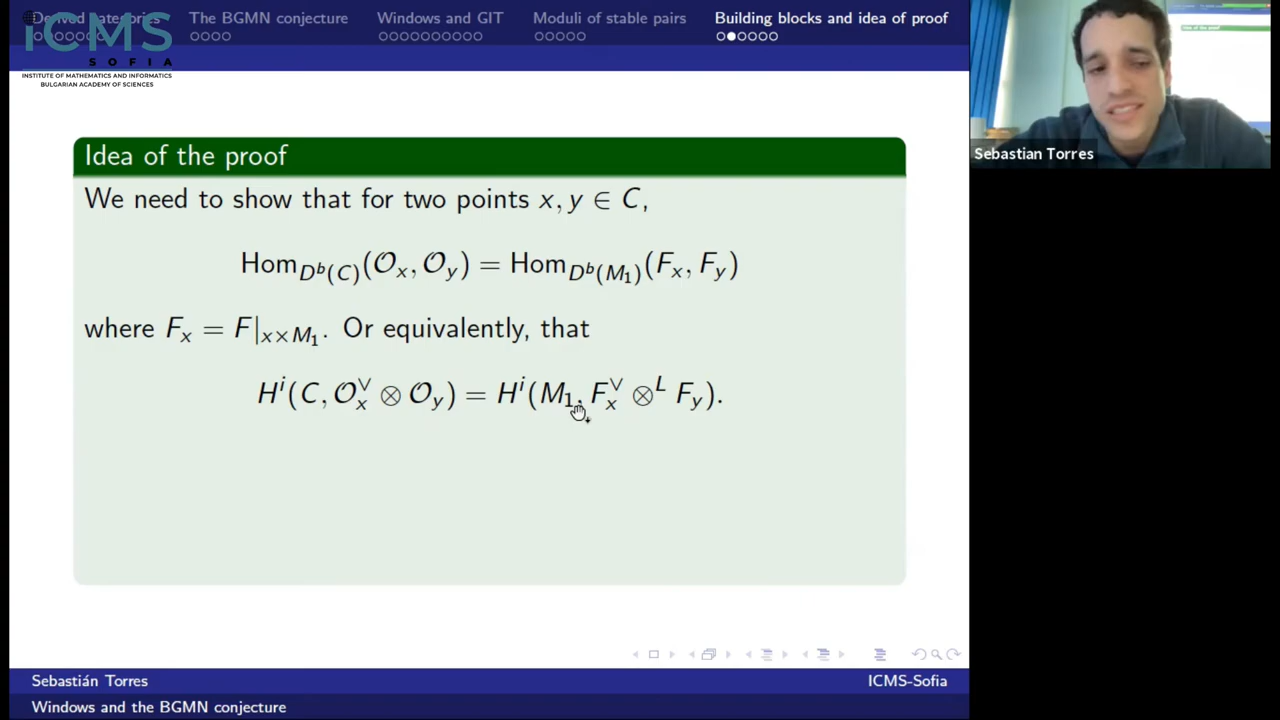 Derived categories The BGMN conjecture Windows and GIT Moduli of stable pairs Building blocks and idea of proof
ICMS
SOFIA
INSTITUTE OF MATHEMATICS AND INFORMATICS
BULGARIAN ACADEMY OF SCIENCES
Sebastian Torres
Idea of the proof
We need to show that for two points x, y ∈ C,
Hom_{D^b(C)}(𝒪_x, 𝒪_y) = Hom_{D^b(M_1)}(F_x, F_y)
where F_x = F|_{x×M_1}. Or equivalently, that
H^i(C, 𝒪_x^∨ ⊗ 𝒪_y) = H^i(M_1, F_x^∨ ⊗^L F_y).
Sebastián Torres ICMS-Sofia
Windows and the BGMN conjecture